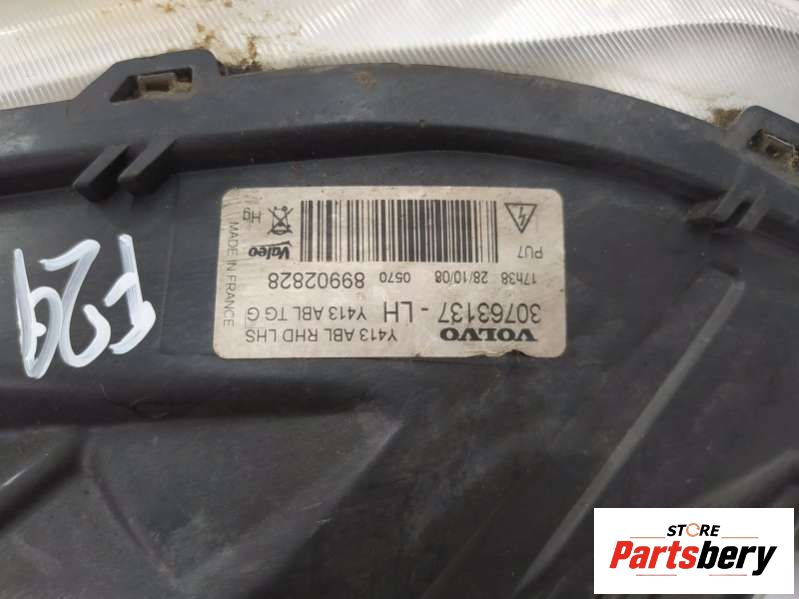 VOLVO
Y413 ABL RHD LHS
30763137 - LH Y413 ABL TG G
17h38 28/10/08 0570 89902828
PU7
Valeo
Hg
MADE IN FRANCE
STORE
Partsbery